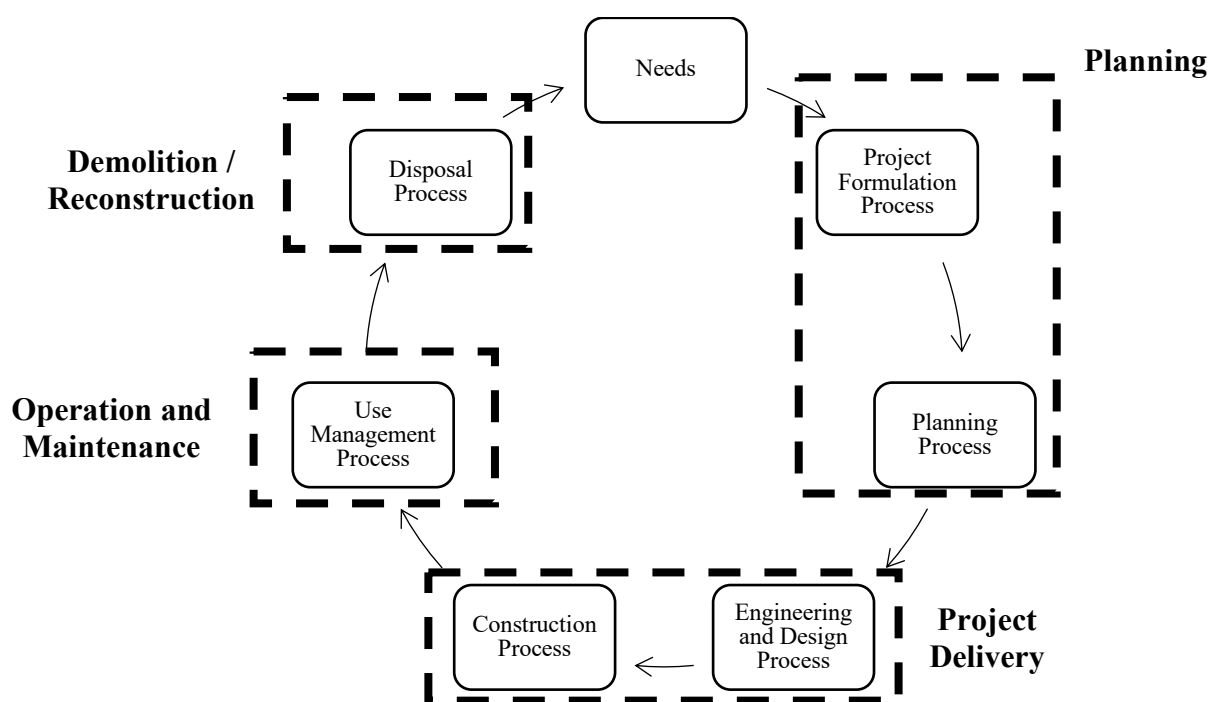 Needs
Planning
Project
Formulation
Process
Planning
Process
Project
Delivery
Engineering
and Design
Process
Construction
Process
Operation and
Maintenance
Use
Management
Process
Demolition /
Reconstruction
Disposal
Process